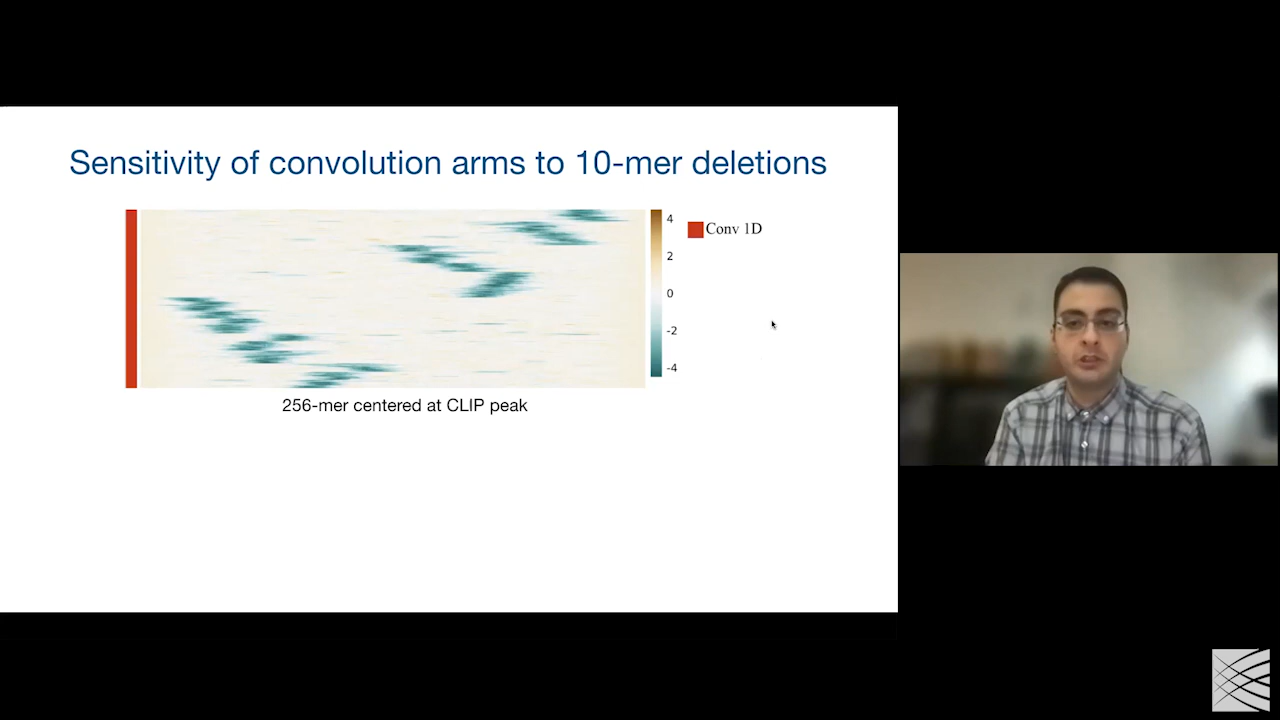 Sensitivity of convolution arms to 10-mer deletions
4
2
0
-2
-4
Conv 1D
256-mer centered at CLIP peak